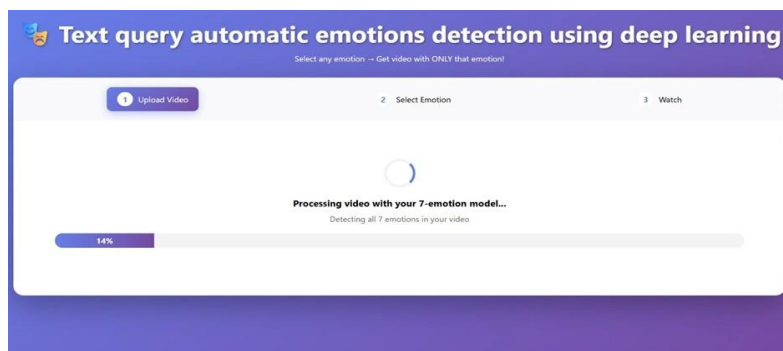 Text query automatic emotions detection using deep learning
Select any emotion → Get video with ONLY that emotion!
1 Upload Video
2 Select Emotion
3 Watch
Processing video with your 7-emotion model...
Detecting all 7 emotions in your video
14%